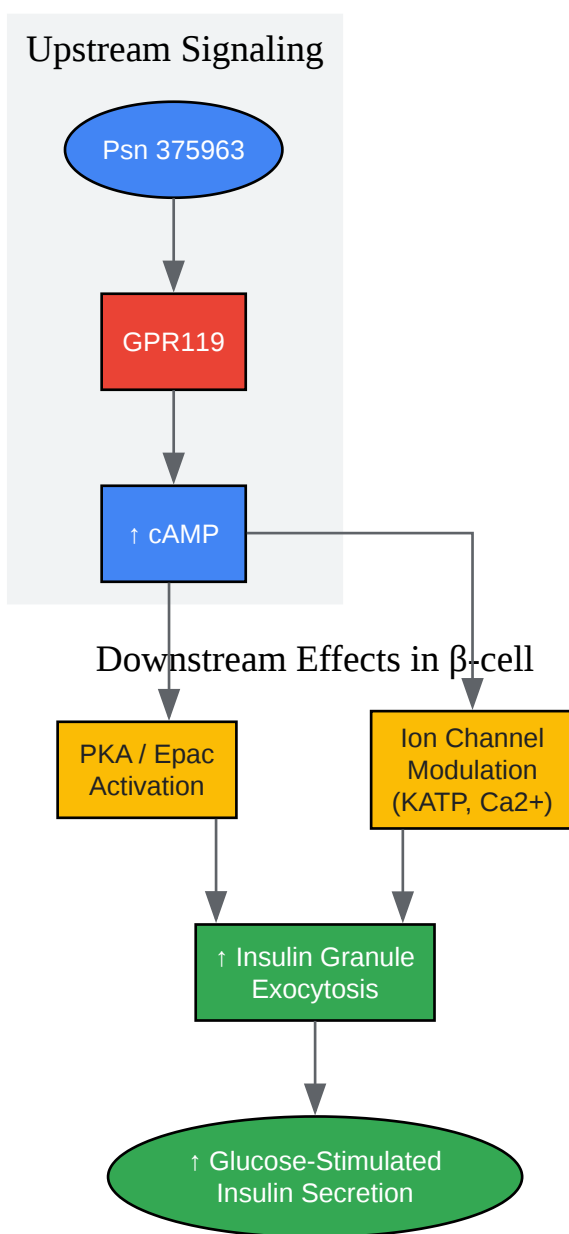 Upstream Signaling
Psn 375963
GPR119
↑ cAMP
Downstream Effects in β-cell
PKA / Epac
Activation
Ion Channel
Modulation
(KATP, Ca2+)
↑ Insulin Granule
Exocytosis
↑ Glucose-Stimulated
Insulin Secretion